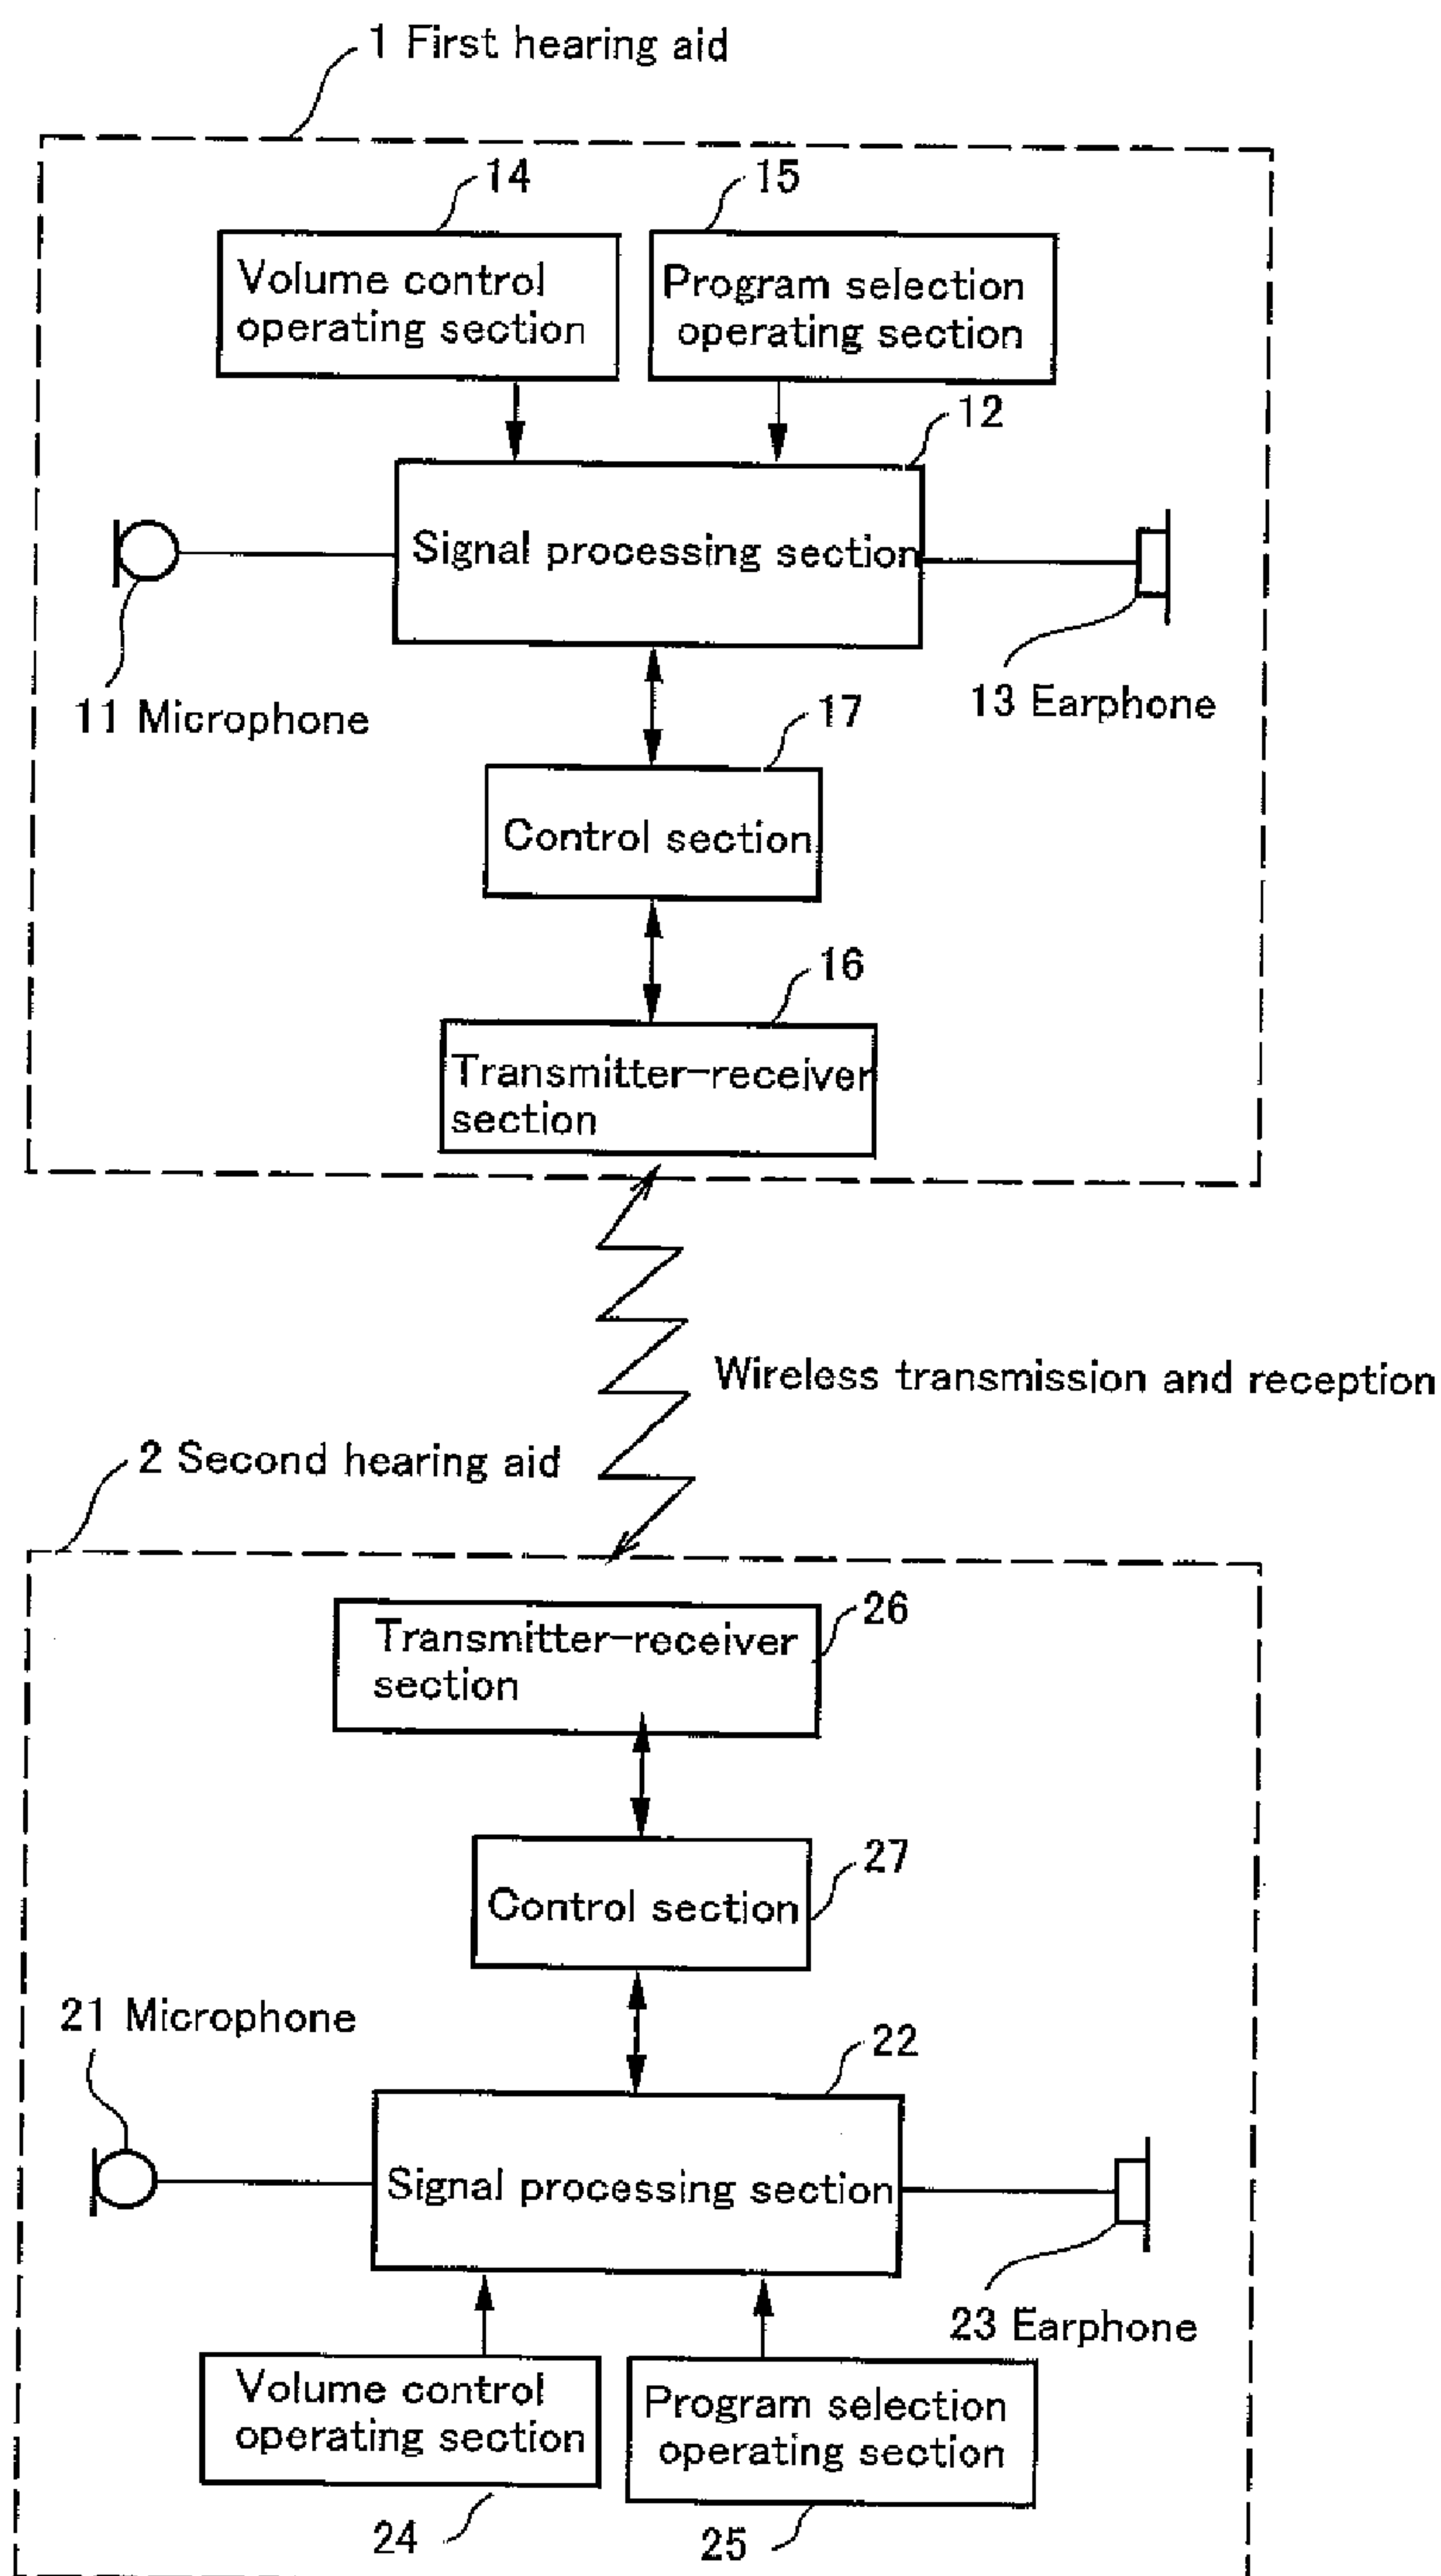 1 First hearing aid
14
15
Volume control
operating section
Program selection
operating section
12
Signal processing section
11 Microphone
13 Earphone
17
Control section
16
Transmitter-receiver
section
Wireless transmission and reception
2 Second hearing aid
26
Transmitter-receiver
section
27
Control section
21 Microphone
22
Signal processing section
23 Earphone
Volume control
operating section
Program selection
operating section
24
25